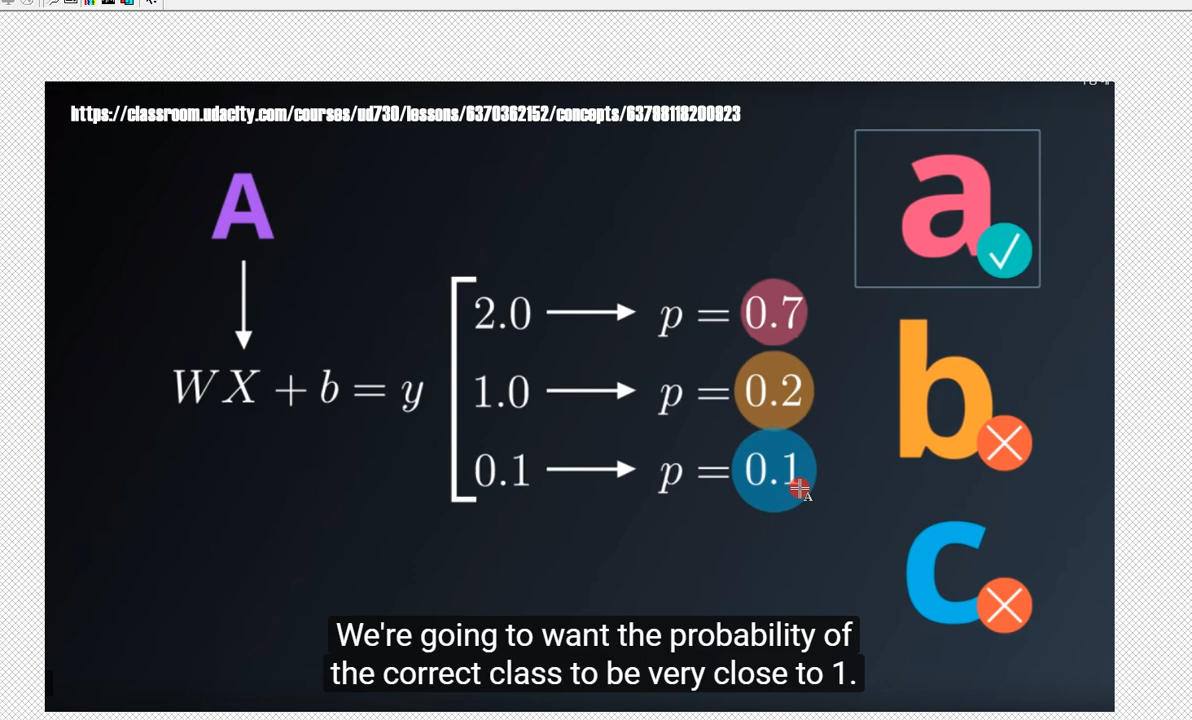 https://classroom.udacity.com/courses/ud730/lessons/6370362152/concepts/63798118200923
A
a
2.0 → p = 0.7
WX + b = y
1.0 → p = 0.2
b
0.1 → p = 0.1
A
c
We're going to want the probability of
the correct class to be very close to 1.